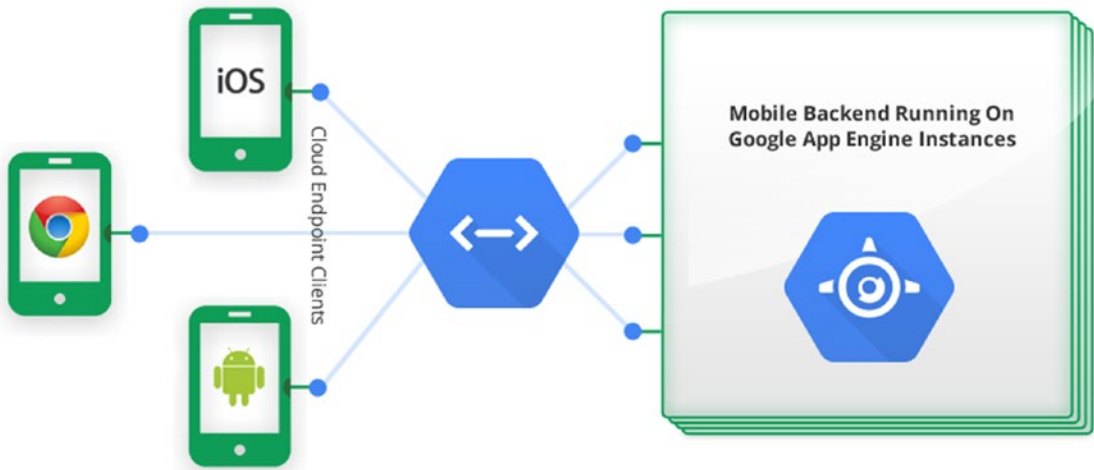 iOS
Cloud Endpoint Clients
Mobile Backend Running On
Google App Engine Instances